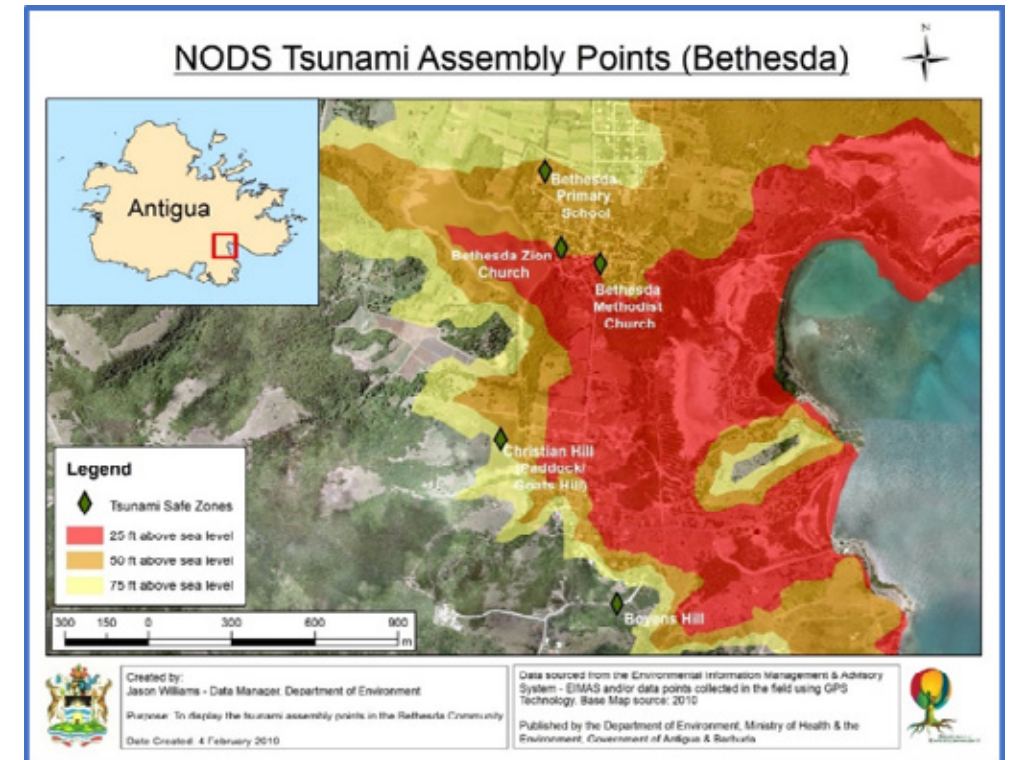 N
NODS Tsunami Assembly Points (Bethesda)
Antigua
Bethesda
Primary
School
Bethesda Zion
Church
Bethesda
Methodist
Church
Christian Hill
(Paddock/
Goats Hill)
Boyens Hill
Legend
Tsunami Safe Zones
25 ft above sea level
50 ft above sea level
75 ft above sea level
300 150 0 300 600 900
m
Created by:
Jason Williams - Data Manager, Department of Environment
Purpose: To display the tsunami assembly points in the Bethesda Community
Date Created: 4 February 2010
Data sourced from the Environmental Information Management & Advisory
System - EIMAS and/or data points collected in the field using GPS
Technology. Base Map source: 2010
Published by the Department of Environment, Ministry of Health & the
Environment, Government of Antigua & Barbuda